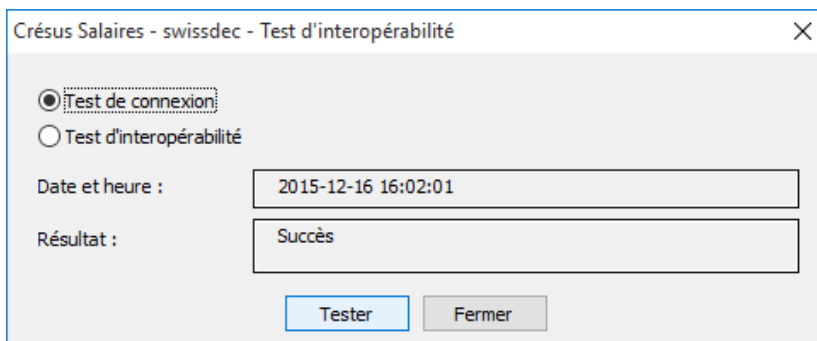 Crésus Salaires - swissdec - Test d'interopérabilité
Test de connexion
Test d'interopérabilité
Date et heure : 2015-12-16 16:02:01
Résultat : Succès
Tester Fermer